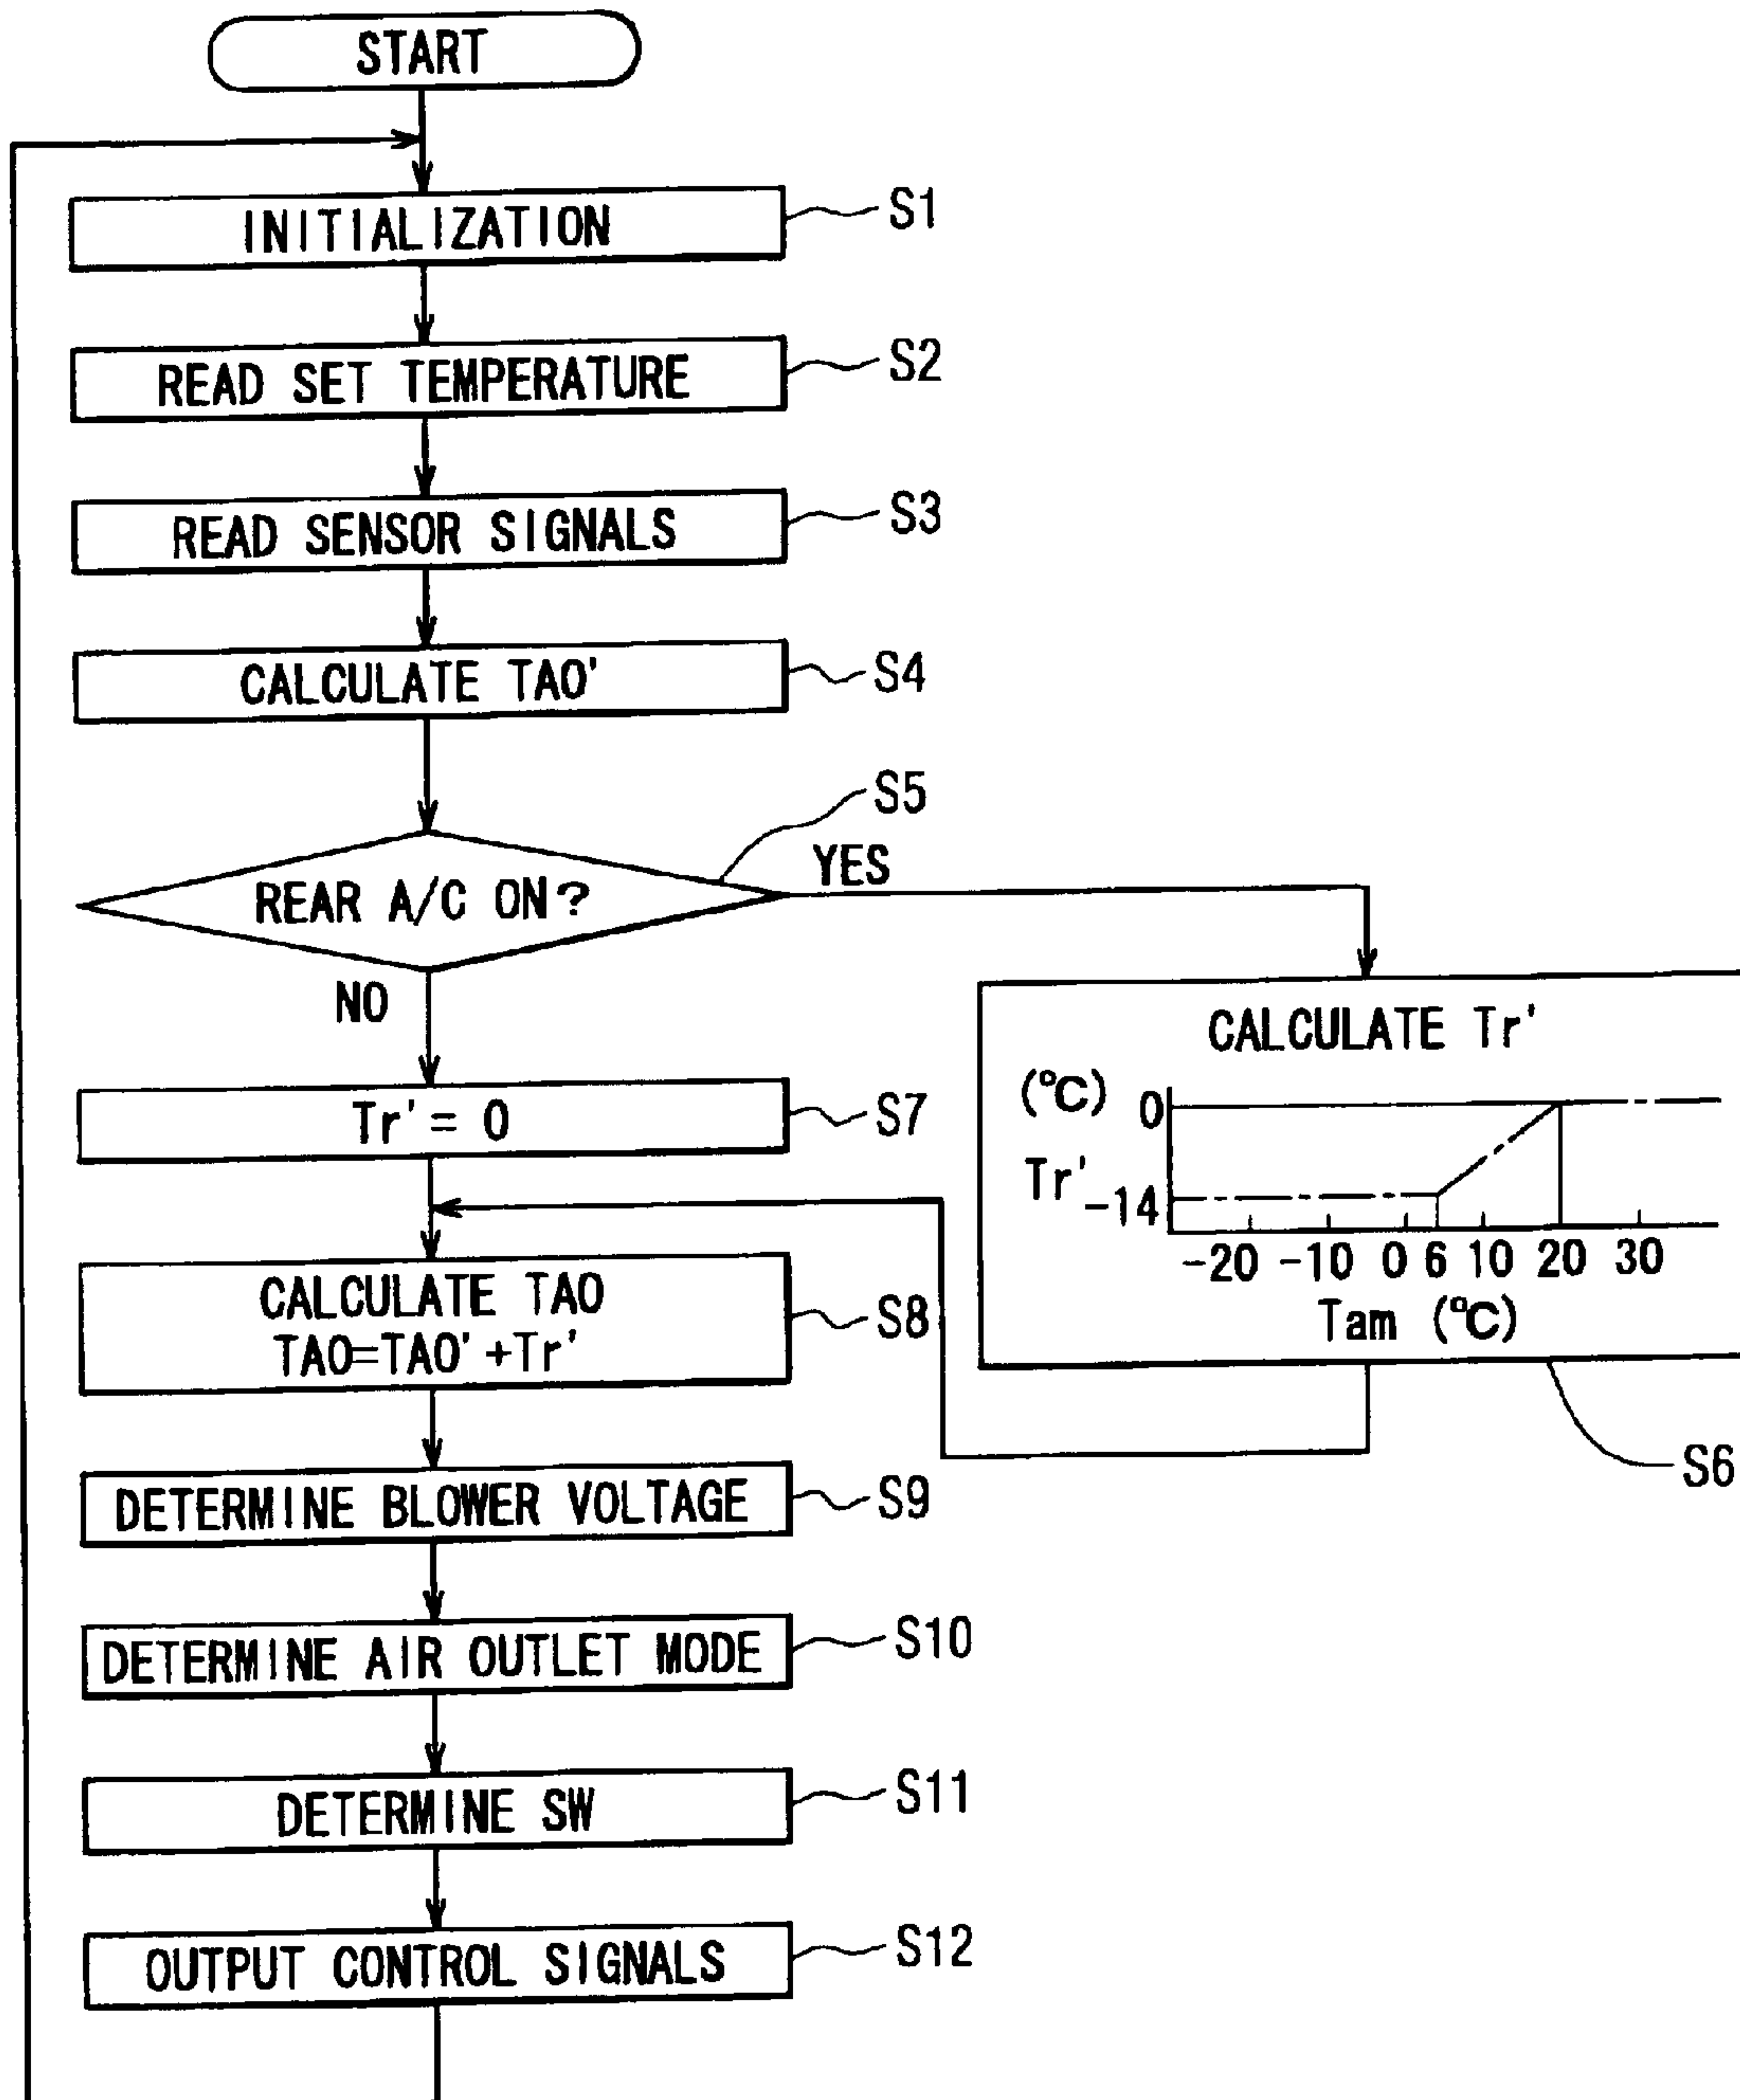 START
INITIALIZATION
S1
READ SET TEMPERATURE
S2
READ SENSOR SIGNALS
S3
CALCULATE TAO'
S4
S5
REAR A/C ON?
YES
NO
CALCULATE Tr'
(°C)
0
Tr'
-14
-20 -10 0 6 10 20 30
Tam (°C)
S6
Tr' = 0
S7
CALCULATE TAO
TAO=TAO'+Tr'
S8
DETERMINE BLOWER VOLTAGE
S9
DETERMINE AIR OUTLET MODE
S10
DETERMINE SW
S11
OUTPUT CONTROL SIGNALS
S12